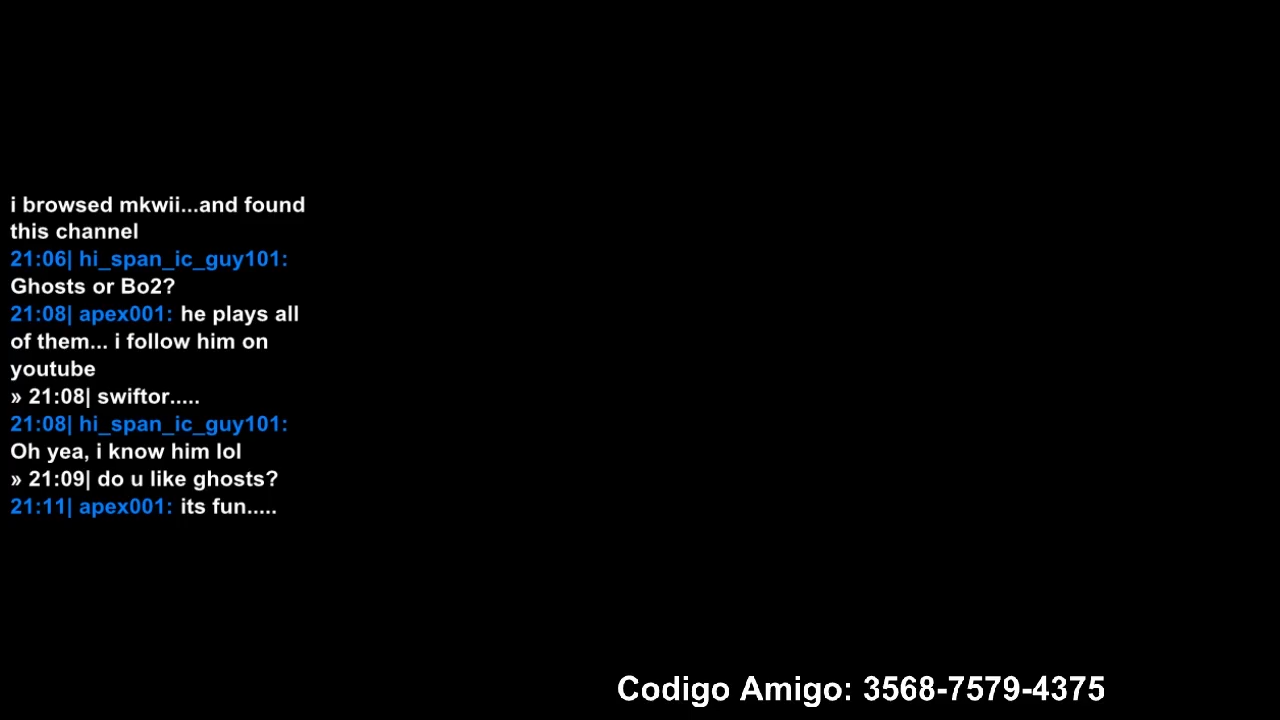 i browsed mkwii...and found
this channel
21:06| hi_span_ic_guy101:
Ghosts or Bo2?
21:08| apex001: he plays all
of them... i follow him on
youtube
» 21:08| swiftor.....
21:08| hi_span_ic_guy101:
Oh yea, i know him lol
» 21:09| do u like ghosts?
21:11| apex001: its fun.....
Codigo Amigo: 3568-7579-4375